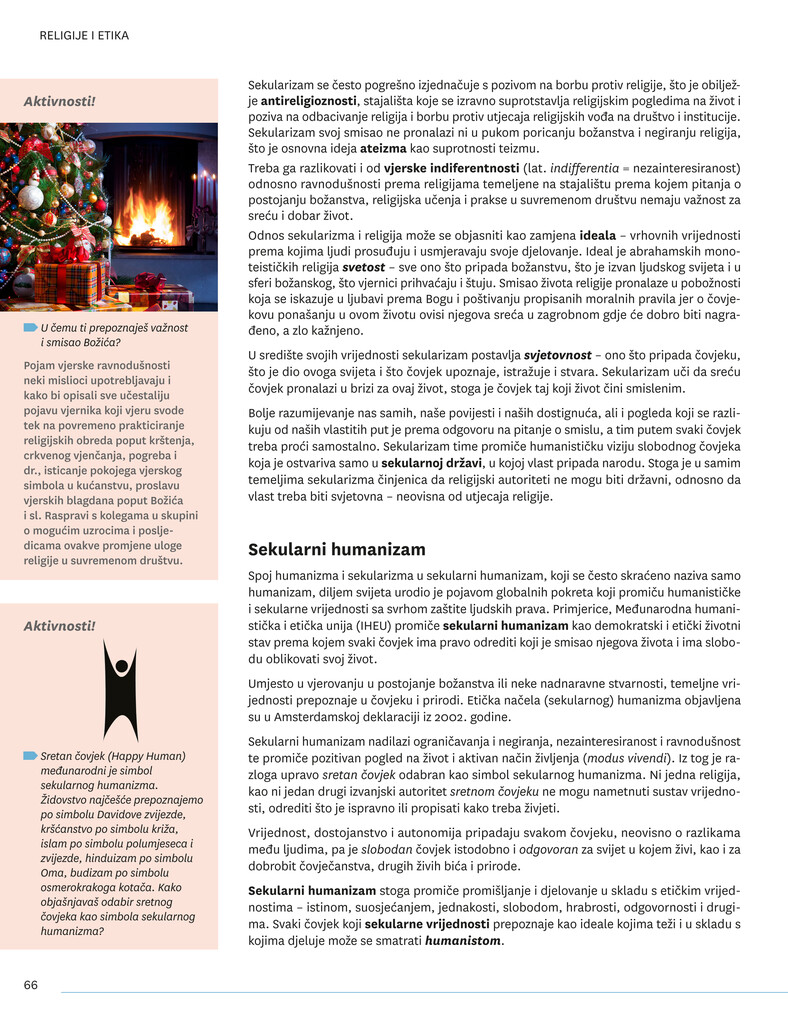 RELIGIJE I ETIKA
Aktivnosti!
U čemu ti prepoznaješ važnost
i smisao Božića?
Pojam vjerske ravnodušnosti
neki mislioci upotrebljavaju i
kako bi opisali sve učestaliju
pojavu vjernika koji vjeru svode
tek na povremeno prakticiranje
religijskih obreda poput krštenja,
crkvenog vjenčanja, pogreba i
dr., isticanje pokojega vjerskog
simbola u kućanstvu, proslavu
vjerskih blagdana poput Božića
i sl. Raspravi s kolegama u skupini
o mogućim uzrocima i poslje-
dicama ovakve promjene uloge
religije u suvremenom društvu.
Aktivnosti!
Sretan čovjek (Happy Human)
međunarodni je simbol
sekularnog humanizma.
Židovstvo najčešće prepoznajemo
po simbolu Davidove zvijezde,
kršćanstvo po simbolu križa,
islam po simbolu polumjeseca i
zvijezde, hinduizam po simbolu
Oma, budizam po simbolu
osmerokrakoga kotača. Kako
objašnjavaš odabir sretnog
čovjeka kao simbola sekularnog
humanizma?
Sekularizam se često pogrešno izjednačuje s pozivom na borbu protiv religije, što je obiljež-
je antireligioznosti, stajališta koje se izravno suprotstavlja religijskim pogledima na život i
poziva na odbacivanje religija i borbu protiv utjecaja religijskih vođa na društvo i institucije.
Sekularizam svoj smisao ne pronalazi ni u pukom poricanju božanstva i negiranju religija,
što je osnovna ideja ateizma kao suprotnosti teizmu.
Treba ga razlikovati i od vjerske indiferentnosti (lat. indifferentia = nezainteresiranost)
odnosno ravnodušnosti prema religijama temeljene na stajalištu prema kojem pitanja o
postojanju božanstva, religijska učenja i prakse u suvremenom društvu nemaju važnost za
sreću i dobar život.
Odnos sekularizma i religija može se objasniti kao zamjena ideala – vrhovnih vrijednosti
prema kojima ljudi prosuđuju i usmjeravaju svoje djelovanje. Ideal je abrahamskih mono-
teističkih religija svetost – sve ono što pripada božanstvu, što je izvan ljudskog svijeta i u
sferi božanskog, što vjernici prihvaćaju i štuju. Smisao života religije pronalaze u pobožnosti
koja se iskazuje u ljubavi prema Bogu i poštivanju propisanih moralnih pravila jer o čovje-
kovu ponašanju u ovom životu ovisi njegova sreća u zagrobnom gdje će dobro biti nagra-
đeno, a zlo kažnjeno.
U središte svojih vrijednosti sekularizam postavlja svjetovnost – ono što pripada čovjeku,
što je dio ovoga svijeta i što čovjek upoznaje, istražuje i stvara. Sekularizam uči da sreću
čovjek pronalazi u brizi za ovaj život, stoga je čovjek taj koji život čini smislenim.
Bolje razumijevanje nas samih, naše povijesti i naših dostignuća, ali i pogleda koji se razli-
kuju od naših vlastitih put je prema odgovoru na pitanje o smislu, a tim putem svaki čovjek
treba proći samostalno. Sekularizam time promiče humanističku viziju slobodnog čovjeka
koja je ostvariva samo u sekularnoj državi, u kojoj vlast pripada narodu. Stoga je u samim
temeljima sekularizma činjenica da religijski autoriteti ne mogu biti državni, odnosno da
vlast treba biti svjetovna – neovisna od utjecaja religije.
Sekularni humanizam
Spoj humanizma i sekularizma u sekularni humanizam, koji se često skraćeno naziva samo
humanizam, diljem svijeta urodio je pojavom globalnih pokreta koji promiču humanističke
i sekularne vrijednosti sa svrhom zaštite ljudskih prava. Primjerice, Međunarodna humani-
stička i etička unija (IHEU) promiče sekularni humanizam kao demokratski i etički životni
stav prema kojem svaki čovjek ima pravo odrediti koji je smisao njegova života i ima slobo-
du oblikovati svoj život.
Umjesto u vjerovanju u postojanje božanstva ili neke nadnaravne stvarnosti, temeljne vri-
jednosti prepoznaje u čovjeku i prirodi. Etička načela (sekularnog) humanizma objavljena
su u Amsterdamskoj deklaraciji iz 2002. godine.
Sekularni humanizam nadilazi ograničavanja i negiranja, nezainteresiranost i ravnodušnost
te promiče pozitivan pogled na život i aktivan način življenja (modus vivendi). Iz tog je ra-
zloga upravo sretan čovjek odabran kao simbol sekularnog humanizma. Ni jedna religija,
kao ni jedan drugi izvanjski autoritet sretnom čovjeku ne mogu nametnuti sustav vrijedno-
sti, odrediti što je ispravno ili propisati kako treba živjeti.
Vrijednost, dostojanstvo i autonomija pripadaju svakom čovjeku, neovisno o razlikama
među ljudima, pa je slobodan čovjek istodobno i odgovoran za svijet u kojem živi, kao i za
dobrobit čovječanstva, drugih živih bića i prirode.
Sekularni humanizam stoga promiče promišljanje i djelovanje u skladu s etičkim vrijed-
nostima – istinom, suosjećanjem, jednakosti, slobodom, hrabrosti, odgovornosti i drugi-
ma. Svaki čovjek koji sekularne vrijednosti prepoznaje kao ideale kojima teži i u skladu s
kojima djeluje može se smatrati humanistom.
66